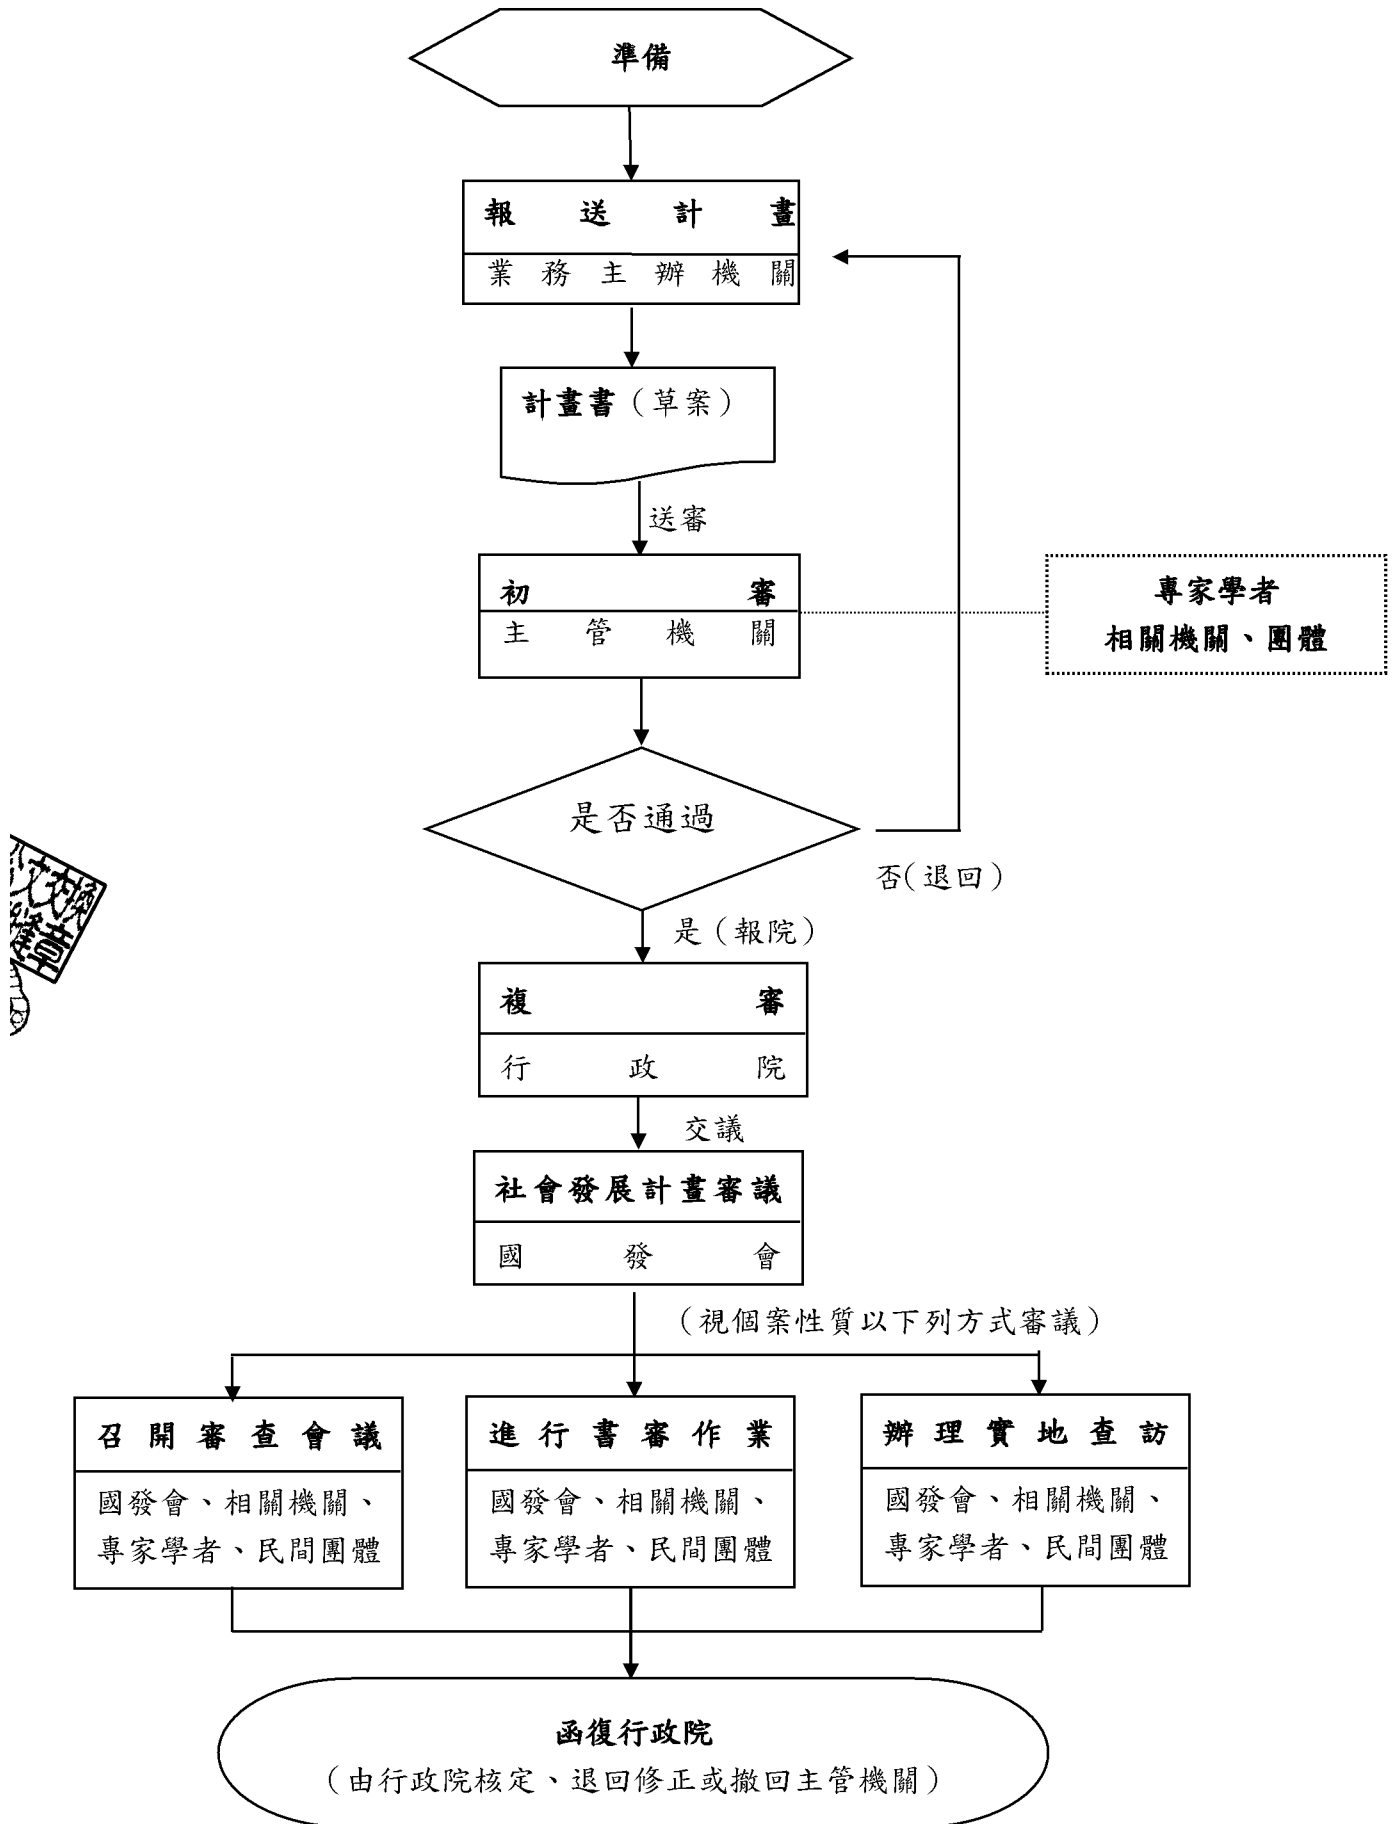 準備
報送計畫
業務主辦機關
計畫書（草案）
送審
初審
主管機關
專家學者
相關機關、團體
是否通過
否(退回)
是（報院）
複審
行政院
交議
社會發展計畫審議
國發會
（視個案性質以下列方式審議）
召開審查會議
國發會、相關機關、
專家學者、民間團體
進行書審作業
國發會、相關機關、
專家學者、民間團體
辦理實地查訪
國發會、相關機關、
專家學者、民間團體
函復行政院
（由行政院核定、退回修正或撤回主管機關）
文交換
縫章